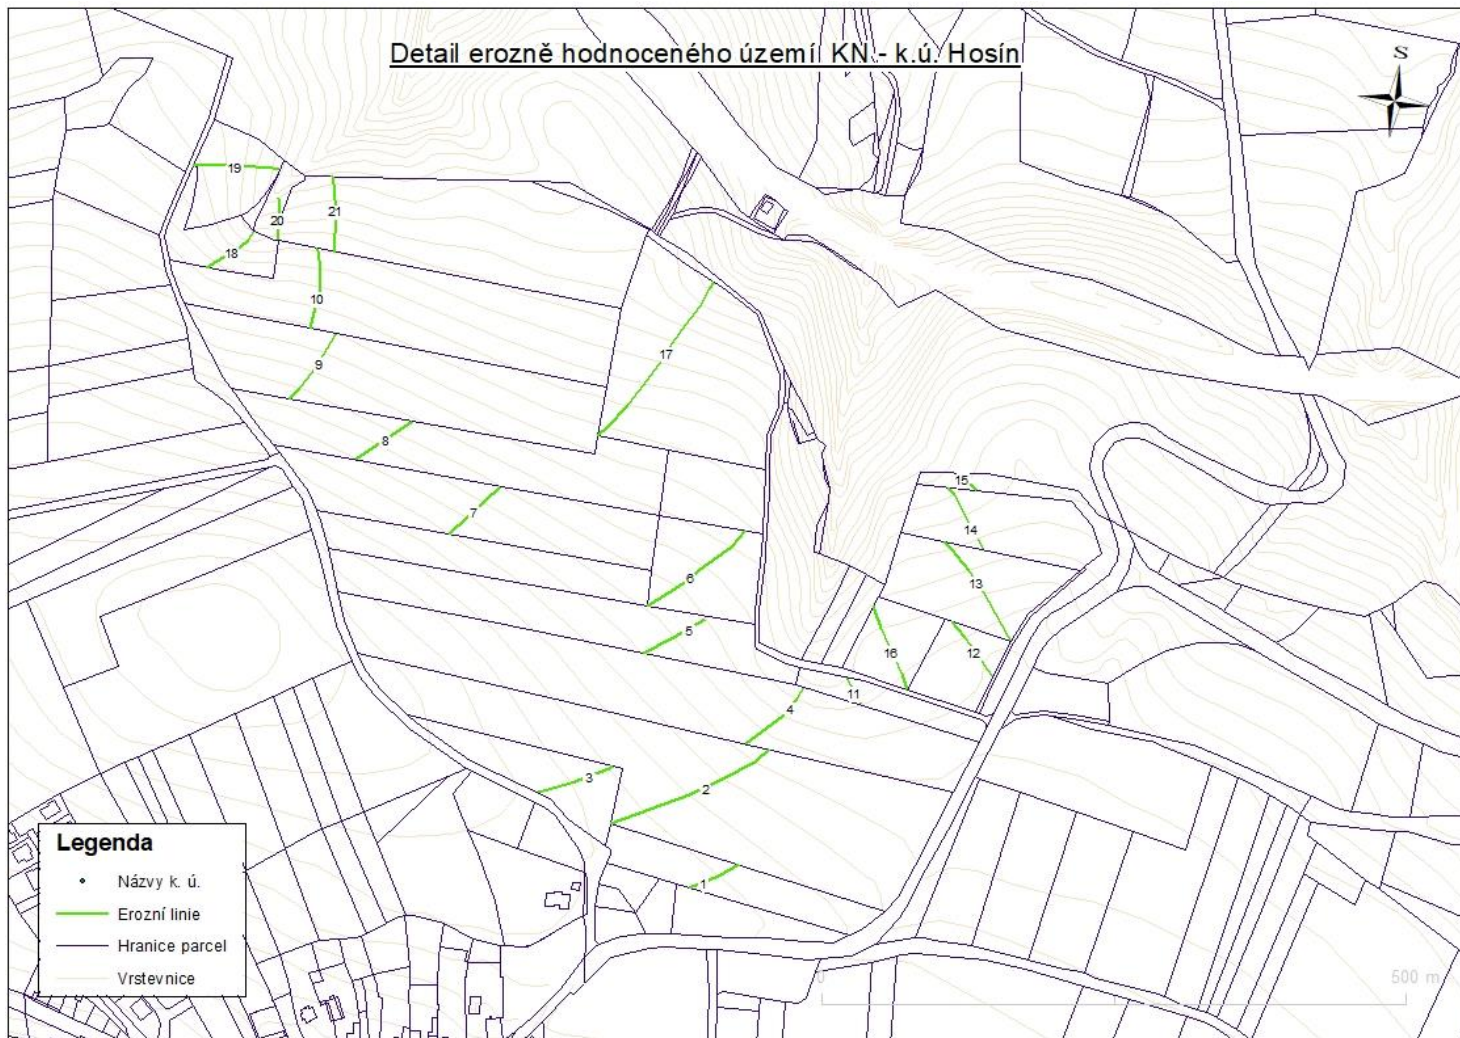 Detail erozně hodnoceného území KN - k.ú. Hosín
S
19
20
21
18
10
17
9
8
15
7
14
6
13
5
16
12
11
4
3
2
1
Legenda
Názvy k. ú.
Erozní linie
Hranice parcel
Vrstevnice
0
500 m